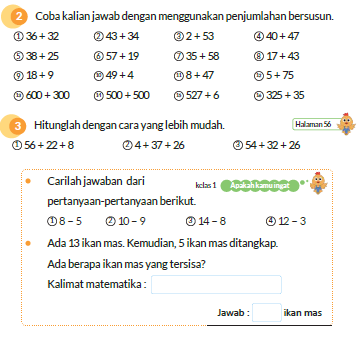 2 Coba kalian jawab dengan menggunakan penjumlahan bersusun.
① 36 + 32 ② 43 + 34 ③ 2 + 53 ④ 40 + 47
⑤ 38 + 25 ⑥ 57 + 19 ⑦ 35 + 58 ⑧ 17 + 43
⑨ 18 + 9 ⑩ 49 + 4 ⑪ 8 + 47 ⑫ 5 + 75
⑬ 600 + 300 ⑭ 500 + 500 ⑮ 527 + 6 ⑯ 325 + 35
3 Hitunglah dengan cara yang lebih mudah.
Halaman 56
① 56 + 22 + 8 ② 4 + 37 + 26 ③ 54 + 32 + 26
• Carilah jawaban dari
kelas 1 Apakah kamu ingat
pertanyaan-pertanyaan berikut.
① 8 – 5 ② 10 – 9 ③ 14 – 8 ④ 12 – 3
• Ada 13 ikan mas. Kemudian, 5 ikan mas ditangkap.
Ada berapa ikan mas yang tersisa?
Kalimat matematika :
Jawab : ikan mas